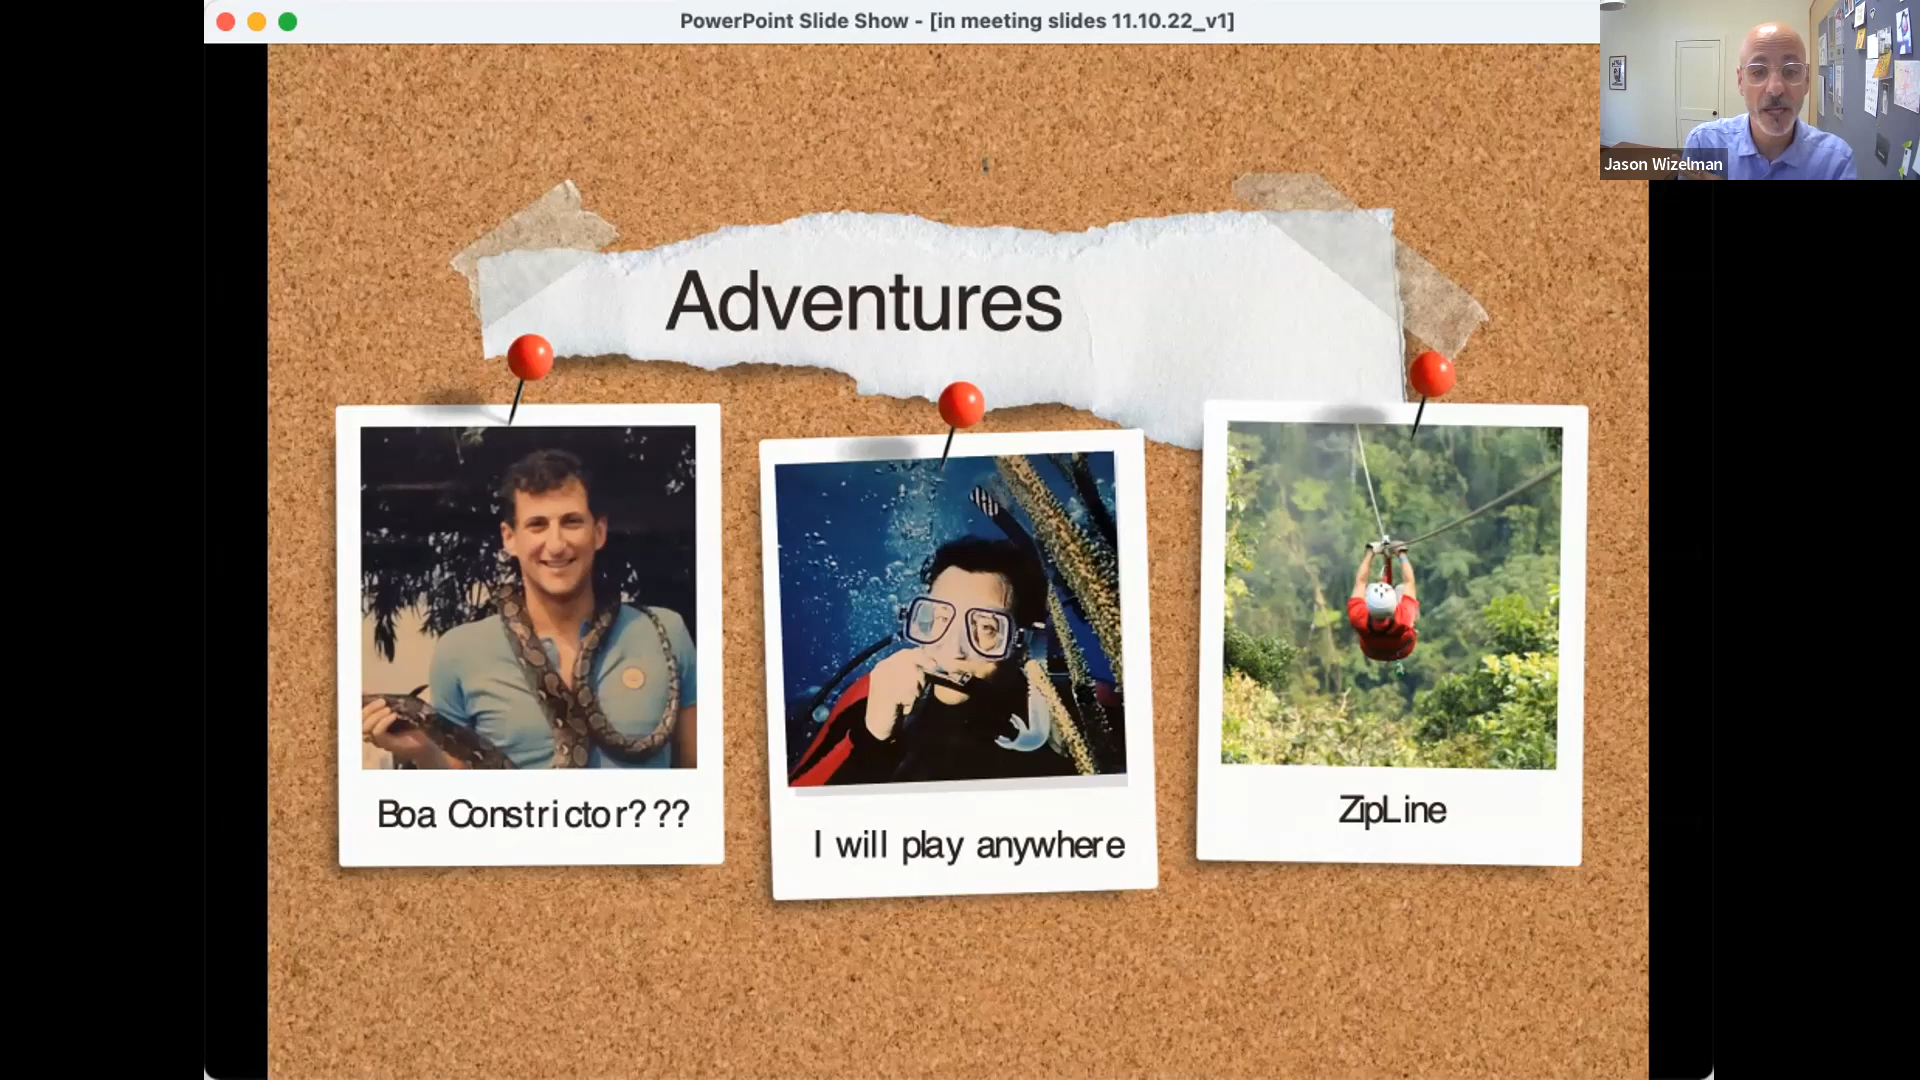 PowerPoint Slide Show - [in meeting slides 11.10.22_v1]
Jason Wizelman
Adventures
Boa Constrictor???
I will play anywhere
ZipLine